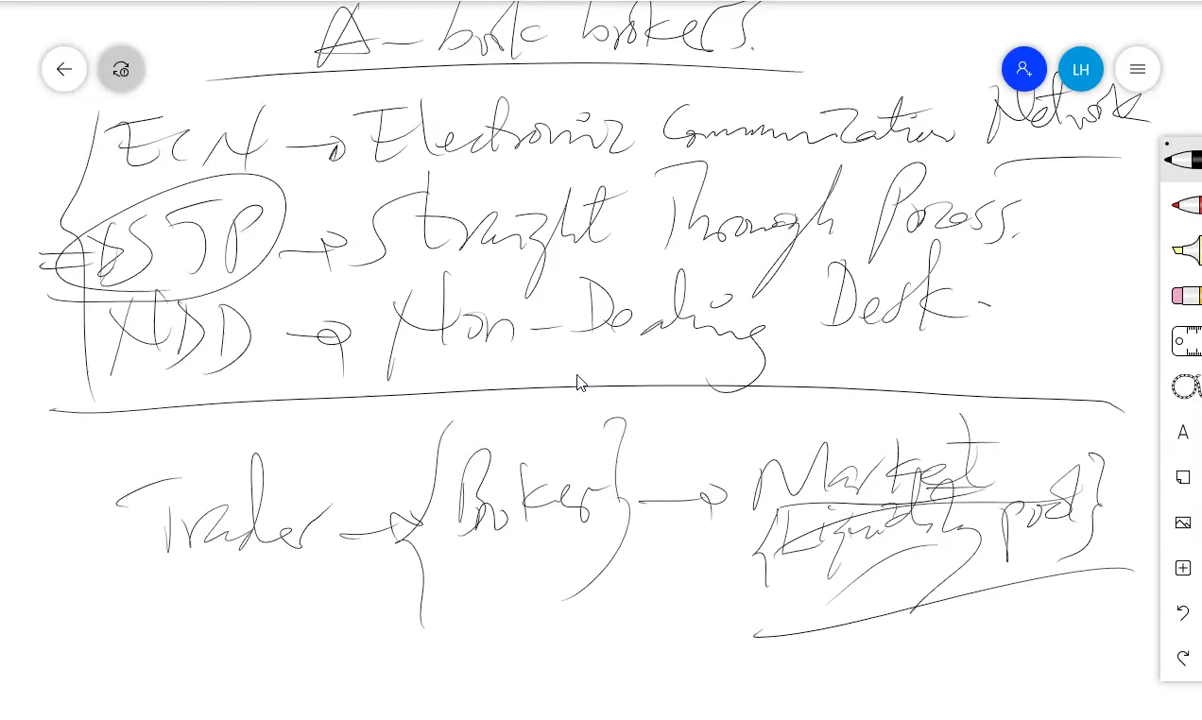 A-book brokers.
LH
ECN → Electronic Communication Network
STP → Straight Through Process.
NDD → Non-Dealing Desk.
Trader → {Broker} → Market
{Liquidity pool}
A